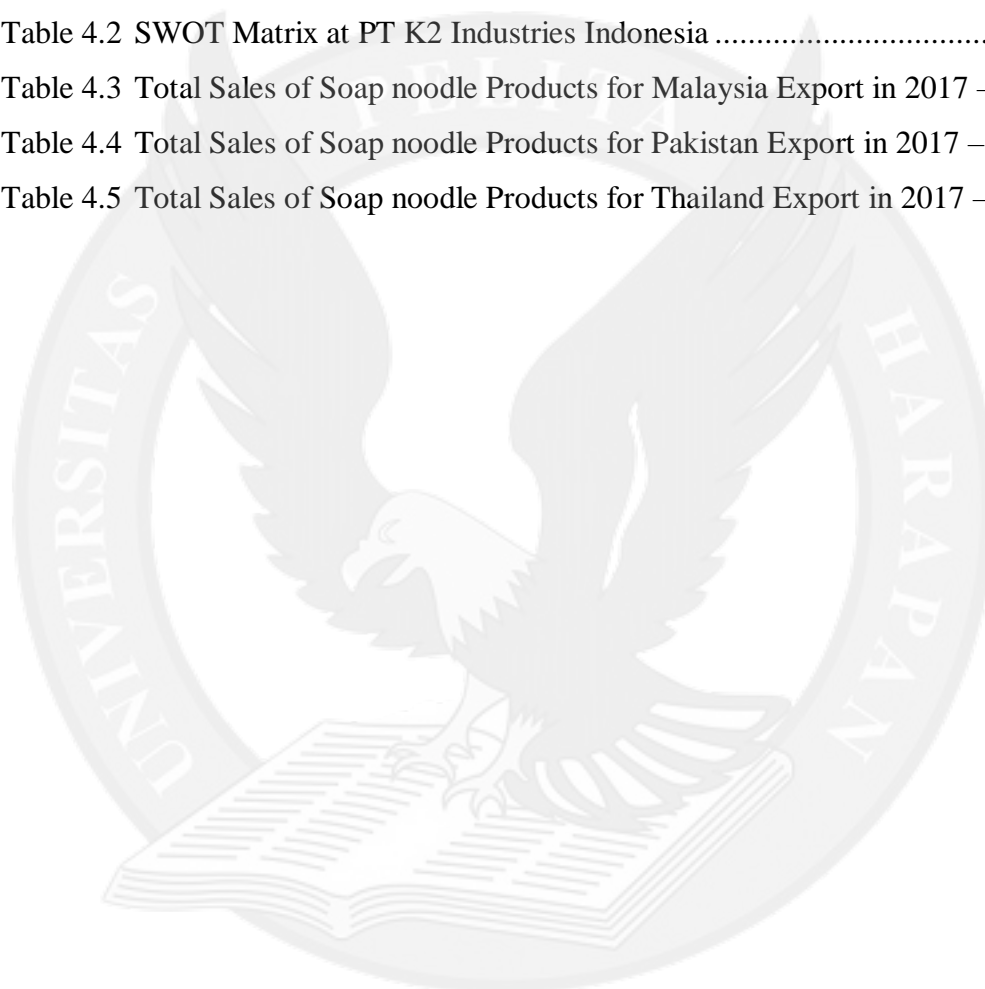 Table 4.2 SWOT Matrix at PT K2 Industries Indonesia ................................
Table 4.3 Total Sales of Soap noodle Products for Malaysia Export in 2017 –
Table 4.4 Total Sales of Soap noodle Products for Pakistan Export in 2017 –
Table 4.5 Total Sales of Soap noodle Products for Thailand Export in 2017 –
UNIVERSITAS PELITA HARAPAN